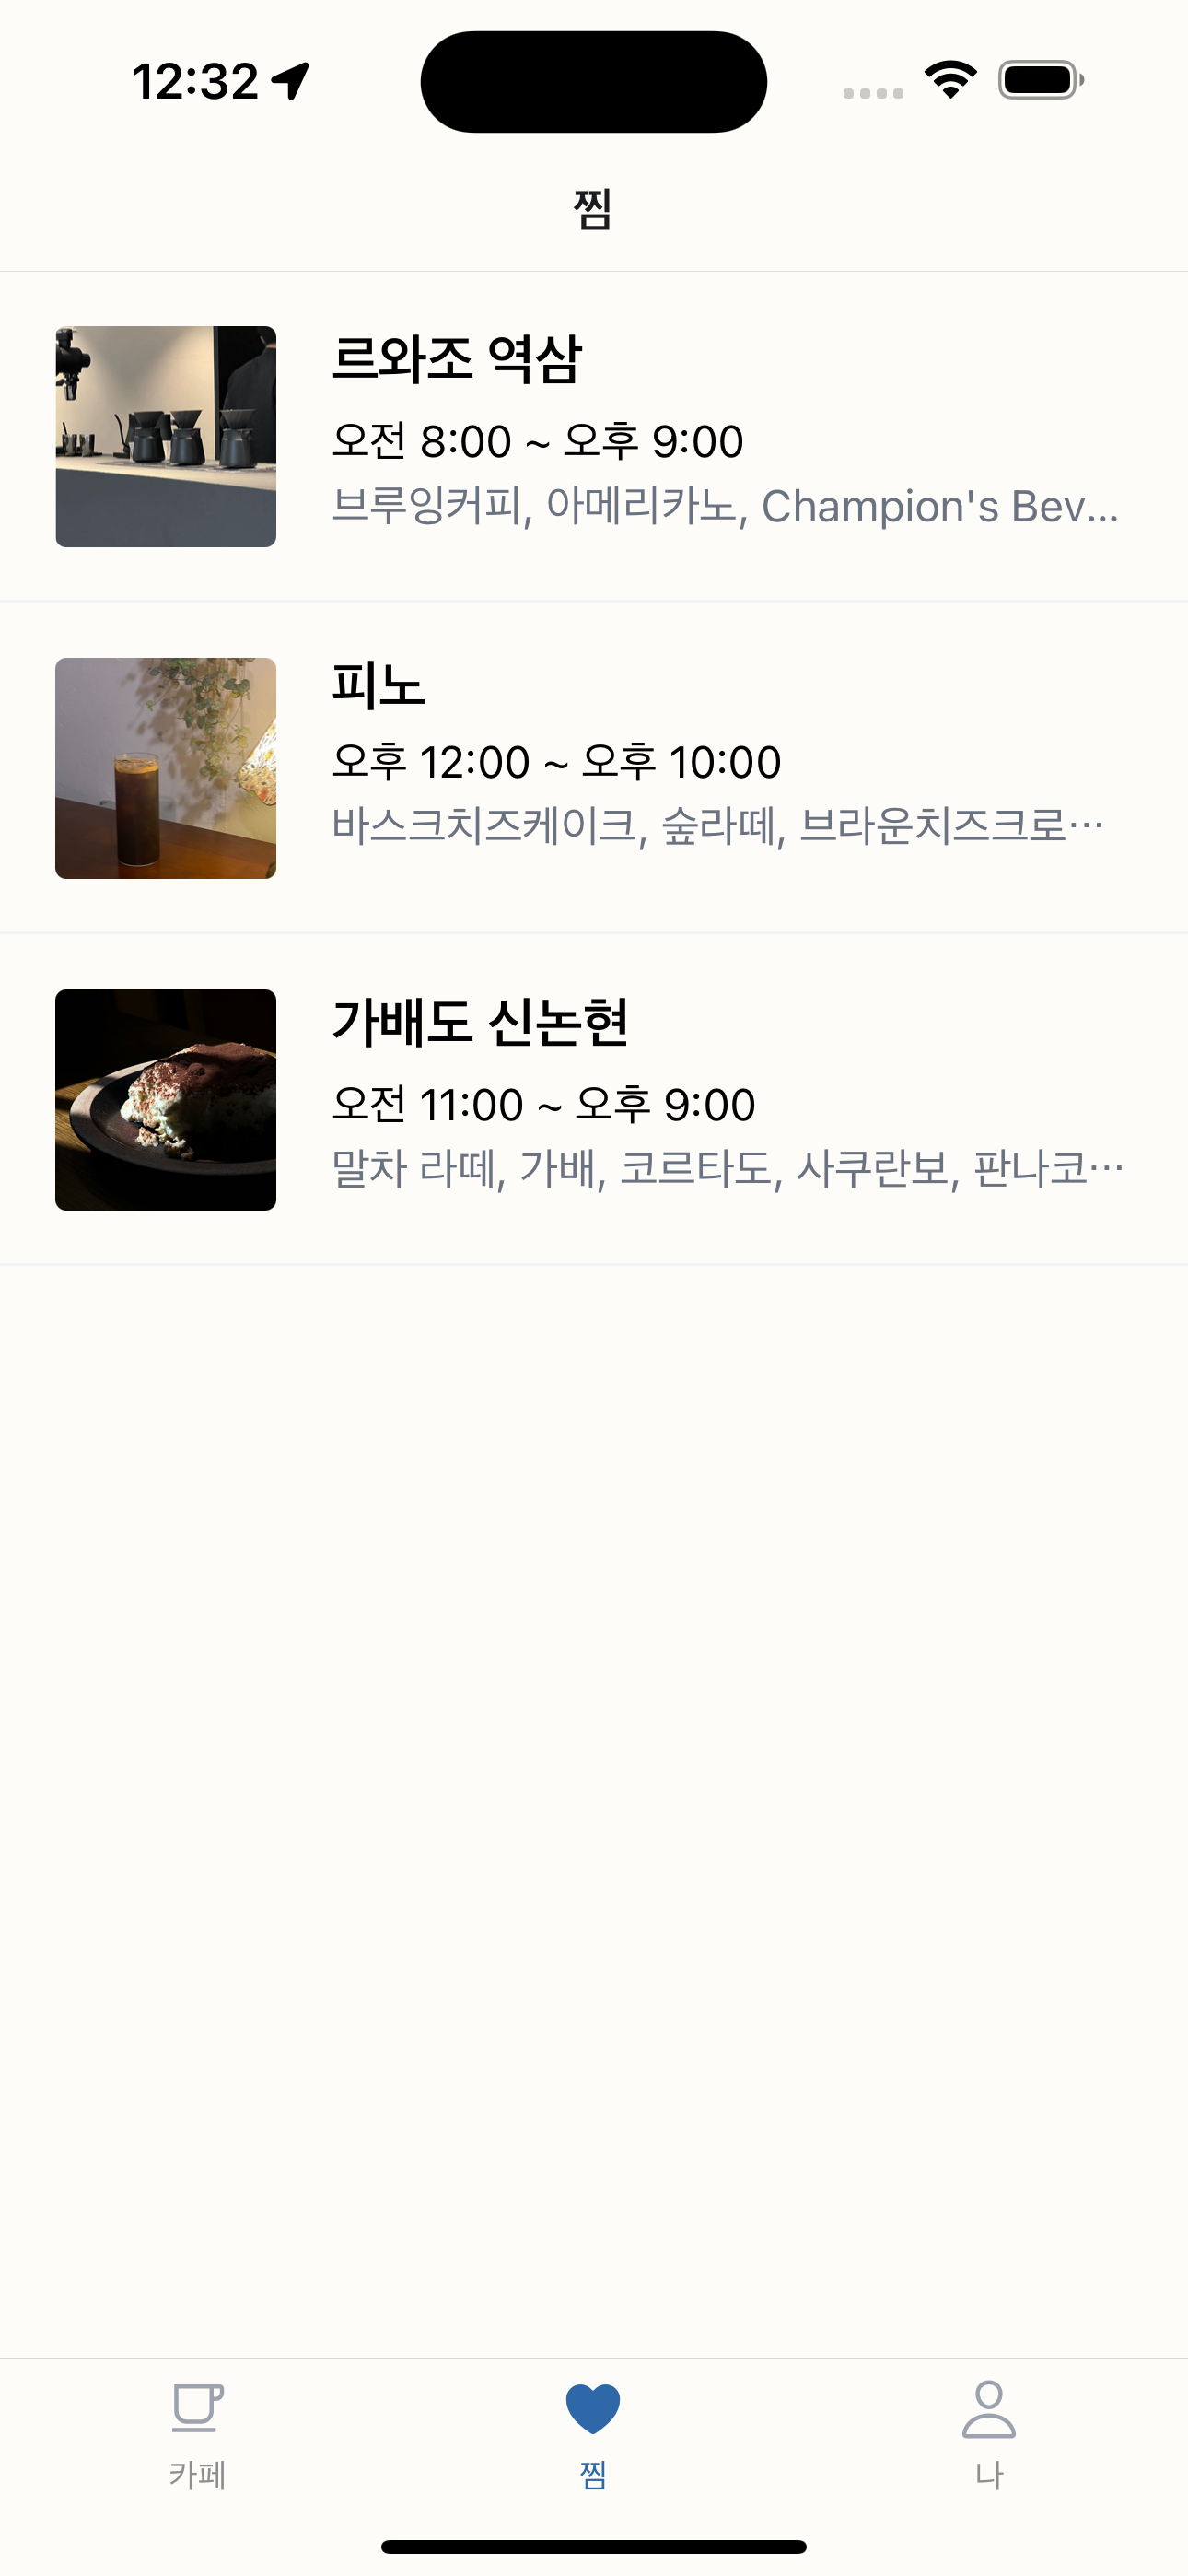 12:32
찜
르와조 역삼
오전 8:00 ~ 오후 9:00
브루잉커피, 아메리카노, Champion's Bev...
피노
오후 12:00 ~ 오후 10:00
바스크치즈케이크, 숲라떼, 브라운치즈크로…
가배도 신논현
오전 11:00 ~ 오후 9:00
말차 라떼, 가배, 코르타도, 사쿠란보, 판나코…
카페
찜
나